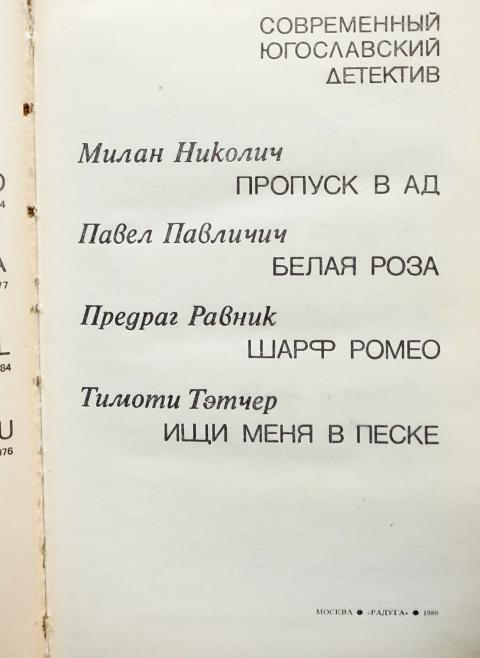 СОВРЕМЕННЫЙ
ЮГОСЛАВСКИЙ
ДЕТЕКТИВ
Милан Николич
ПРОПУСК В АД
Павел Павличич
БЕЛАЯ РОЗА
Предраг Равник
ШАРФ РОМЕО
Тимоти Тэтчер
ИЩИ МЕНЯ В ПЕСКЕ
МОСКВА ● «РАДУГА» ● 1986